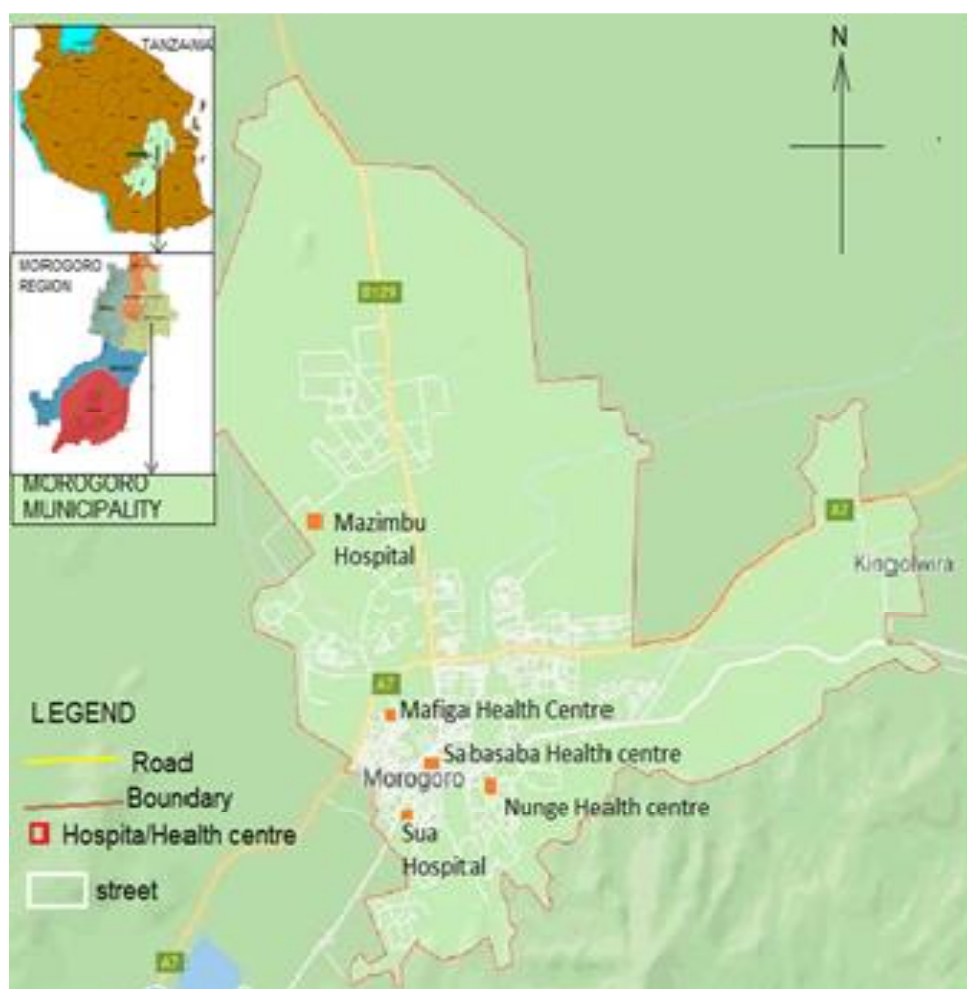 TANZANIA
N
MOROGORO
REGION
B129
MOROGORO
MUNICIPALITY
A7
Kingolwira
Mazimbu
Hospital
A7
LEGEND
Mafiga Health Centre
Sabasaba Health centre
Road
Morogoro
Boundary
Nunge Health centre
Hospita/Health centre
Sua
Hospital
street
A7